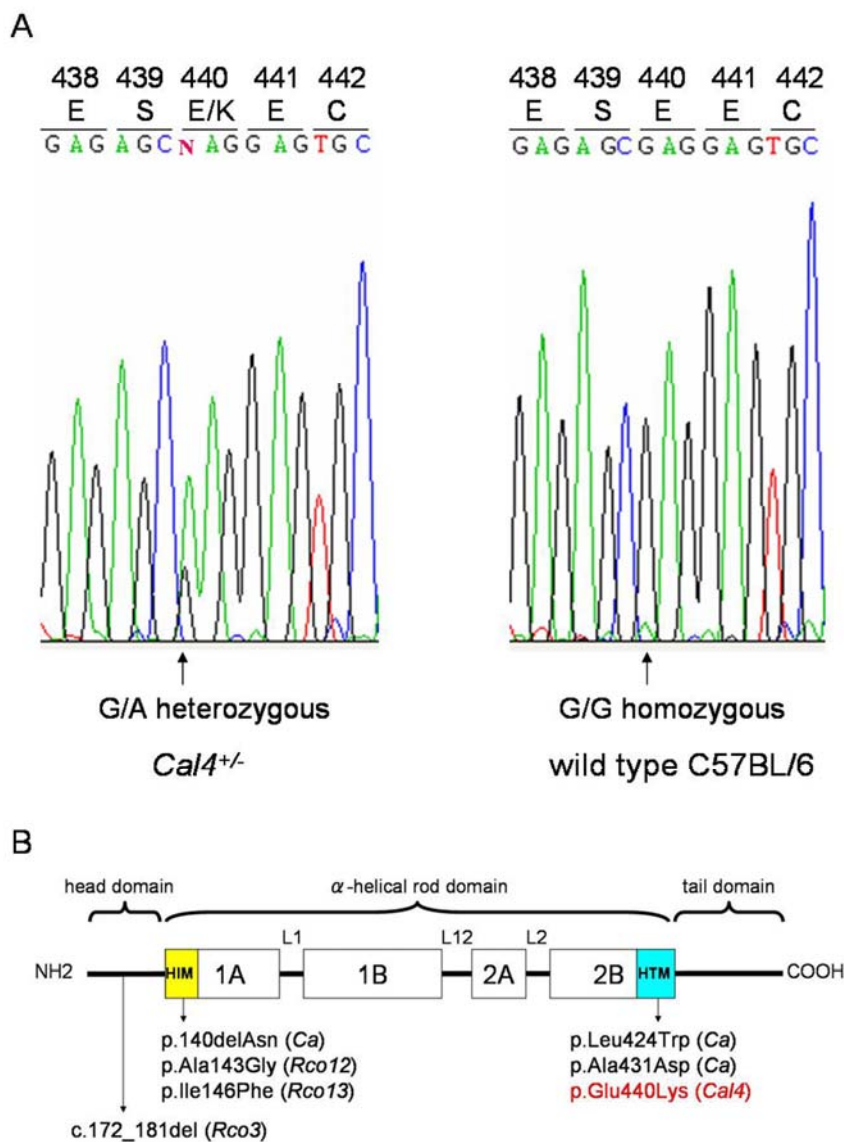 A
438 439 440 441 442
E S E/K E C
G A G A G C N A G G A G T G C
438 439 440 441 442
E S E E C
G A G A G C G A G G A G T G C
G/A heterozygous
Cal4+/-
G/G homozygous
wild type C57BL/6
B
head domain
α-helical rod domain
tail domain
L1 L12 L2
NH2 HIM 1A 1B 2A 2B HTM COOH
p.140delAsn (Ca)
p.Ala143Gly (Rco12)
p.Ile146Phe (Rco13)
c.172_181del (Rco3)
p.Leu424Trp (Ca)
p.Ala431Asp (Ca)
p.Glu440Lys (Cal4)